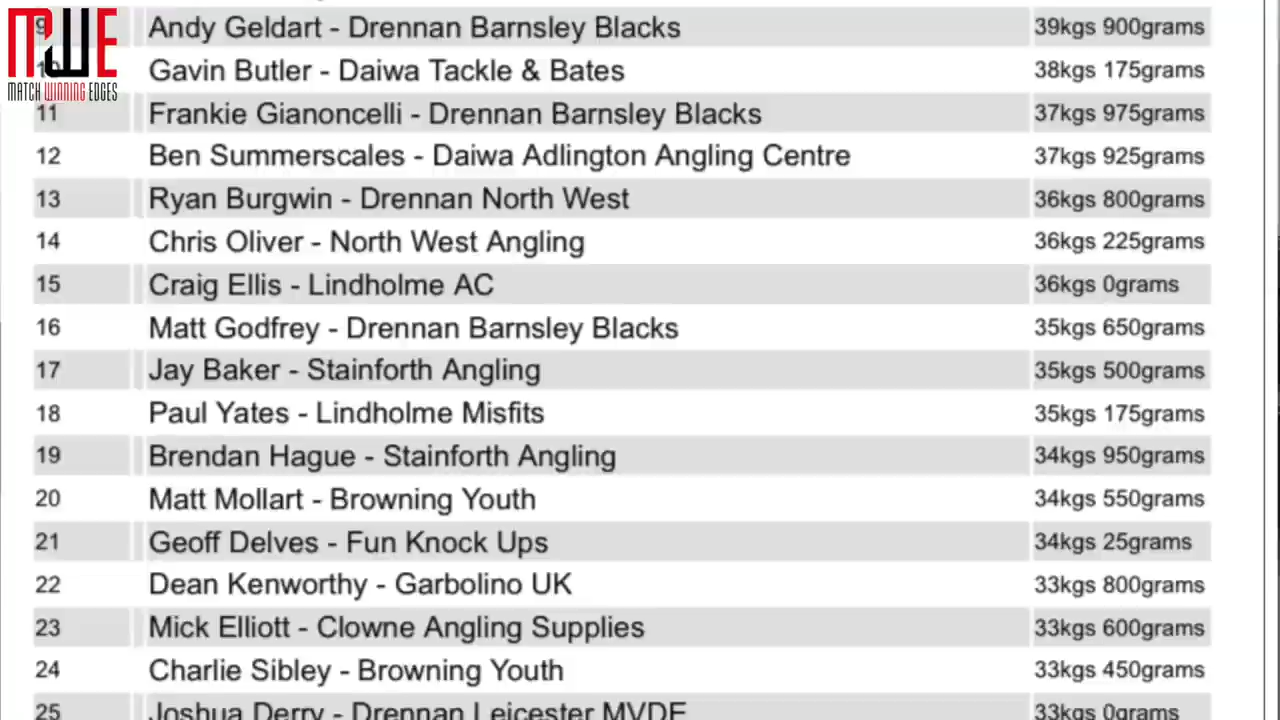 MWE
MATCH WINNING EDGES
9 Andy Geldart - Drennan Barnsley Blacks 39kgs 900grams
10 Gavin Butler - Daiwa Tackle & Bates 38kgs 175grams
11 Frankie Gianoncelli - Drennan Barnsley Blacks 37kgs 975grams
12 Ben Summerscales - Daiwa Adlington Angling Centre 37kgs 925grams
13 Ryan Burgwin - Drennan North West 36kgs 800grams
14 Chris Oliver - North West Angling 36kgs 225grams
15 Craig Ellis - Lindholme AC 36kgs 0grams
16 Matt Godfrey - Drennan Barnsley Blacks 35kgs 650grams
17 Jay Baker - Stainforth Angling 35kgs 500grams
18 Paul Yates - Lindholme Misfits 35kgs 175grams
19 Brendan Hague - Stainforth Angling 34kgs 950grams
20 Matt Mollart - Browning Youth 34kgs 550grams
21 Geoff Delves - Fun Knock Ups 34kgs 25grams
22 Dean Kenworthy - Garbolino UK 33kgs 800grams
23 Mick Elliott - Clowne Angling Supplies 33kgs 600grams
24 Charlie Sibley - Browning Youth 33kgs 450grams
25 Joshua Derry - Drennan Leicester MVDE 33kgs 0grams